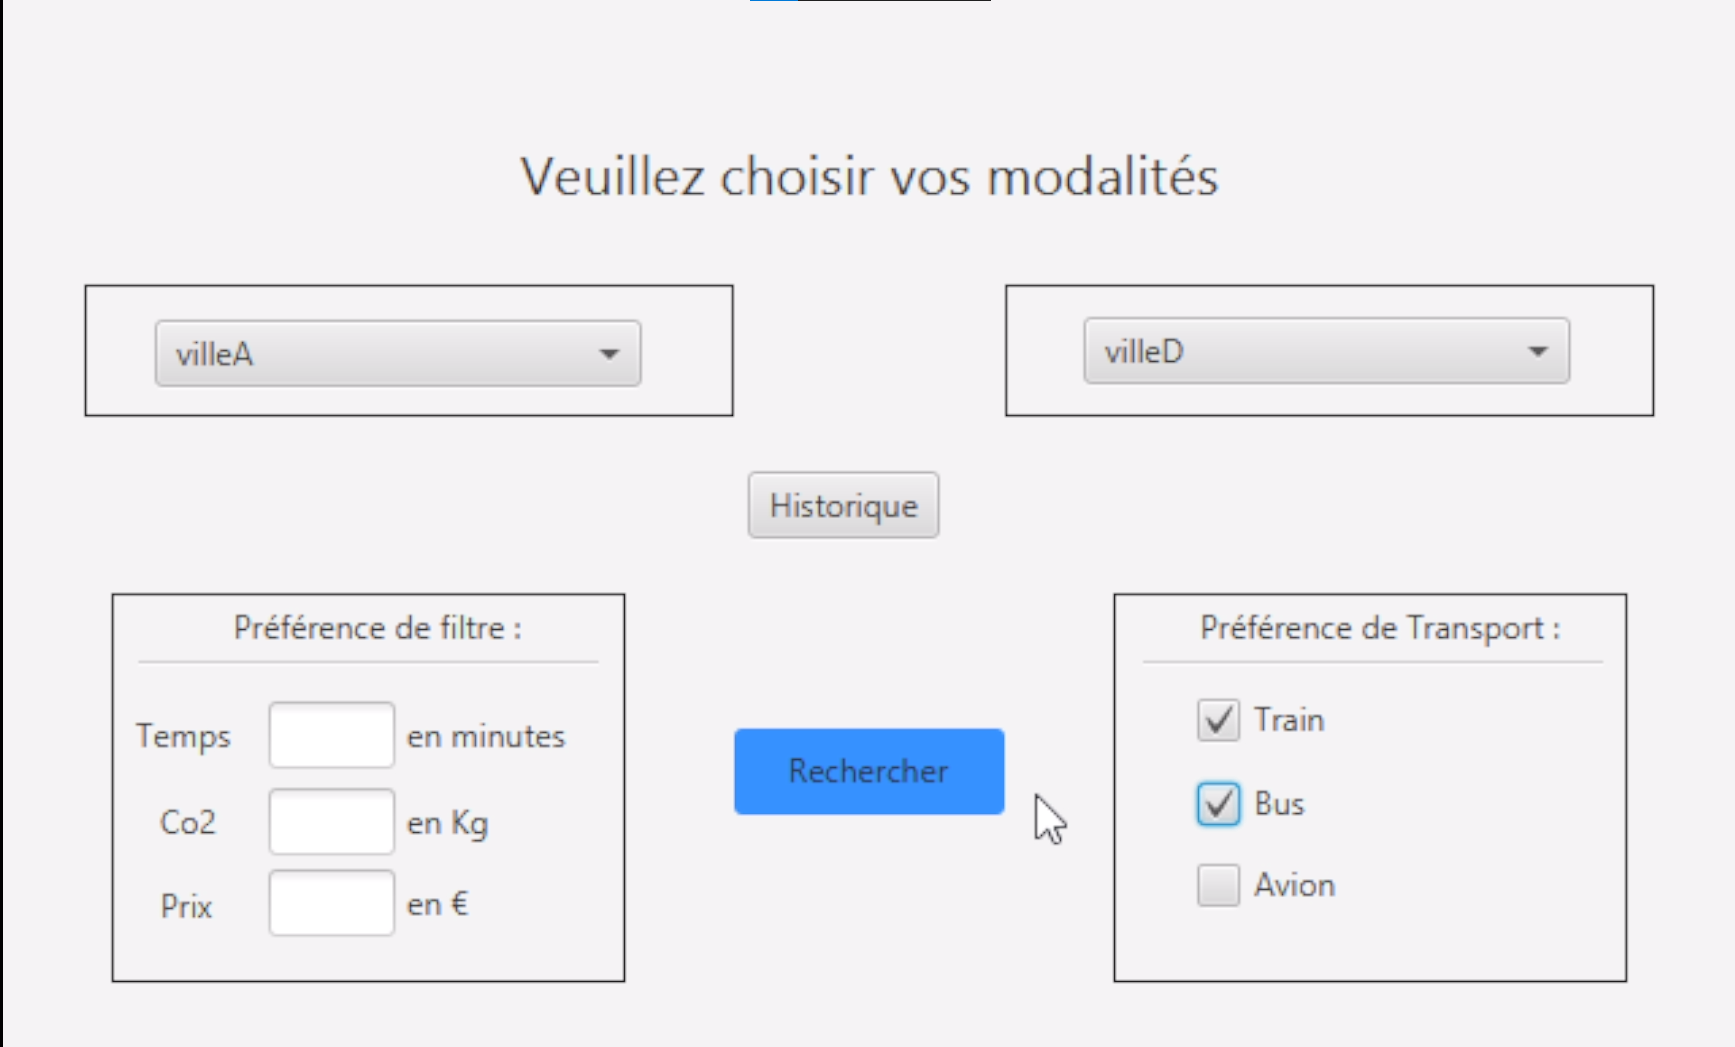 Veuillez choisir vos modalités
villeA
villeD
Historique
Préférence de filtre :
Temps en minutes
Co2 en Kg
Prix en €
Rechercher
Préférence de Transport :
Train
Bus
Avion